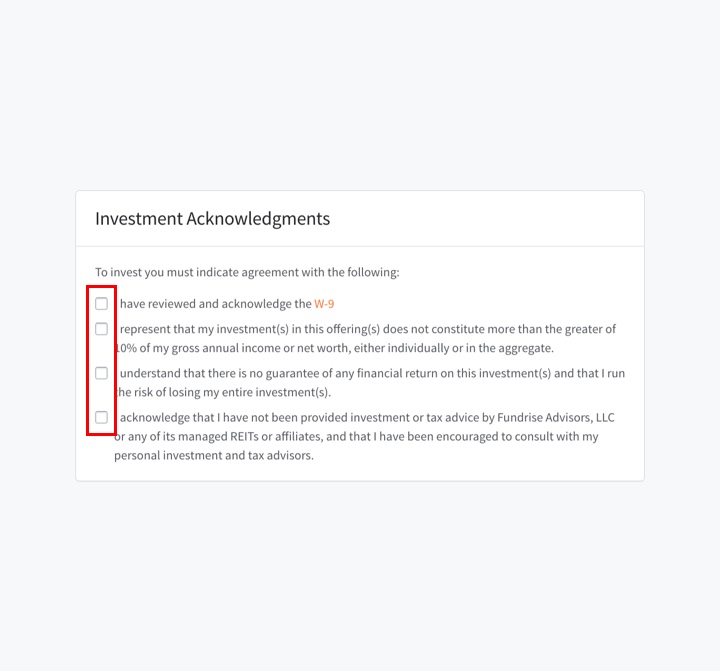 Investment Acknowledgments
To invest you must indicate agreement with the following:
have reviewed and acknowledge the W-9
represent that my investment(s) in this offering(s) does not constitute more than the greater of
10% of my gross annual income or net worth, either individually or in the aggregate.
understand that there is no guarantee of any financial return on this investment(s) and that I run
the risk of losing my entire investment(s).
acknowledge that I have not been provided investment or tax advice by Fundrise Advisors, LLC
or any of its managed REITs or affiliates, and that I have been encouraged to consult with my
personal investment and tax advisors.